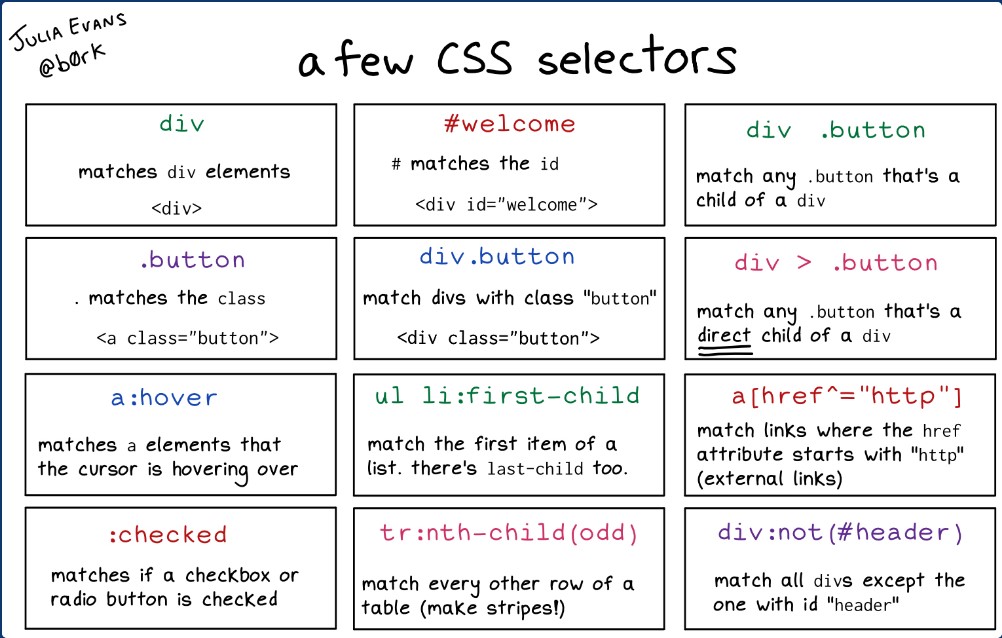 JULIA EVANS
@b0rk
a few CSS selectors
div
matches div elements
<div>
#welcome
# matches the id
<div id="welcome">
div .button
match any .button that's a
child of a div
.button
. matches the class
<a class="button">
div.button
match divs with class "button"
<div class="button">
div > .button
match any .button that's a
direct child of a div
a:hover
matches a elements that
the cursor is hovering over
ul li:first-child
match the first item of a
list. there's last-child too.
a[href^="http"]
match links where the href
attribute starts with "http"
(external links)
:checked
matches if a checkbox or
radio button is checked
tr:nth-child(odd)
match every other row of a
table (make stripes!)
div:not(#header)
match all divs except the
one with id "header"